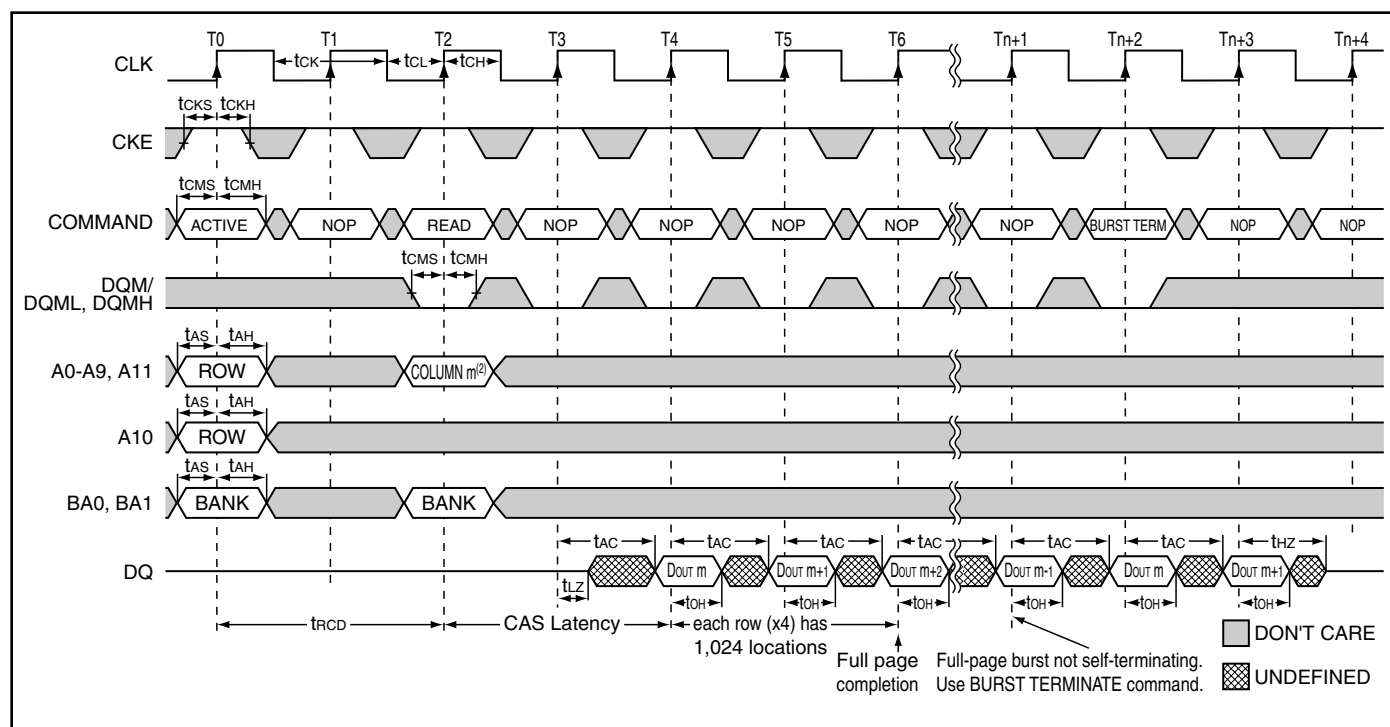 T0 T1 T2 T3 T4 T5 T6 Tn+1 Tn+2 Tn+3 Tn+4
CLK tCK tCL tCH
tCKS tCKH
CKE
tCMS tCMH
COMMAND ACTIVE NOP READ NOP NOP NOP NOP NOP BURST TERM NOP NOP
tCMS tCMH
DQM/
DQML, DQMH
tAS tAH
A0-A9, A11 ROW COLUMN m(2)
tAS tAH
A10 ROW
tAS tAH
BA0, BA1 BANK BANK
tAC tAC tAC tAC tAC tAC tHZ
DQ DOUT m DOUT m+1 DOUT m+2 DOUT m-1 DOUT m DOUT m+1
tLZ tOH tOH tOH tOH tOH tOH
tRCD CAS Latency each row (x4) has
1,024 locations
Full page
completion
Full-page burst not self-terminating.
Use BURST TERMINATE command.
DON'T CARE
UNDEFINED